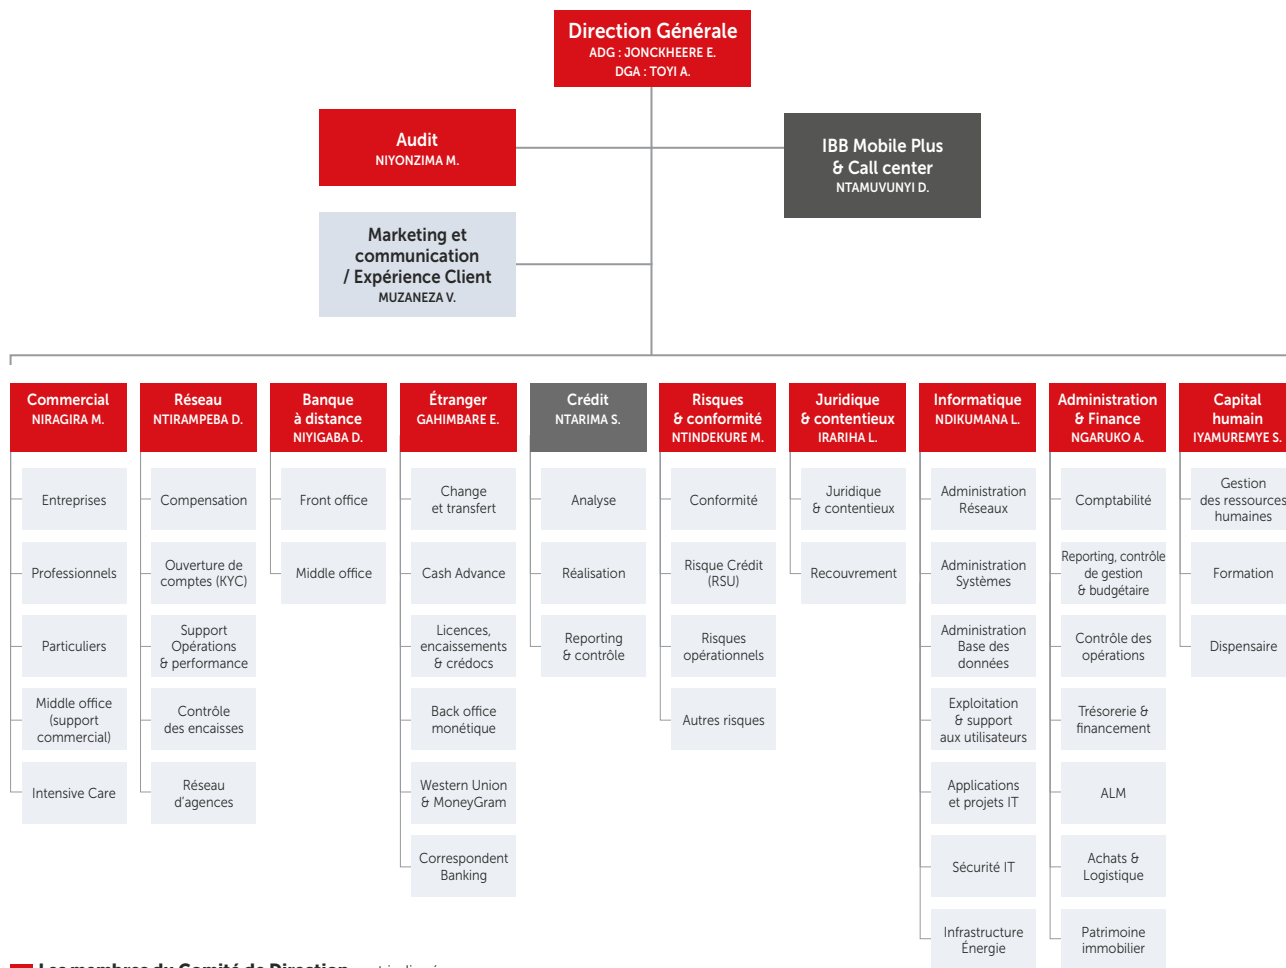 Direction Générale
ADG : JONCKHEERE E.
DGA : TOYI A.
Audit
NIYONZIMA M.
IBB Mobile Plus
& Call center
NTAMUVUNYI D.
Marketing et
communication
/ Expérience Client
MUZANEZA V.
Commercial
NIRAGIRA M.
Entreprises
Professionnels
Particuliers
Middle office
(support
commercial)
Intensive Care
Réseau
NTIRAMPEBA D.
Compensation
Ouverture de
comptes (KYC)
Support
Opérations
& performance
Contrôle
des encaisses
Réseau
d'agences
Banque
à distance
NIYIGABA D.
Front office
Middle office
Étranger
GAHIMBARE E.
Change
et transfert
Cash Advance
Licences,
encaissements
& crédocs
Back office
monétique
Western Union
& MoneyGram
Correspondent
Banking
Crédit
NTARIMA S.
Analyse
Réalisation
Reporting
& contrôle
Risques
& conformité
NTINDEKURE M.
Conformité
Risque Crédit
(RSU)
Risques
opérationnels
Autres risques
Juridique
& contentieux
IRARIHA L.
Juridique
& contentieux
Recouvrement
Informatique
NDIKUMANA L.
Administration
Réseaux
Administration
Systèmes
Administration
Base des
données
Exploitation
& support
aux utilisateurs
Applications
et projets IT
Sécurité IT
Infrastructure
Énergie
Administration
& Finance
NGARUKO A.
Comptabilité
Reporting, contrôle
de gestion
& budgétaire
Contrôle des
opérations
Trésorerie &
financement
ALM
Achats &
Logistique
Patrimoine
immobilier
Capital
humain
IYAMUREMYE S.
Gestion
des ressources
humaines
Formation
Dispensaire
Les membres du Comité de Direction